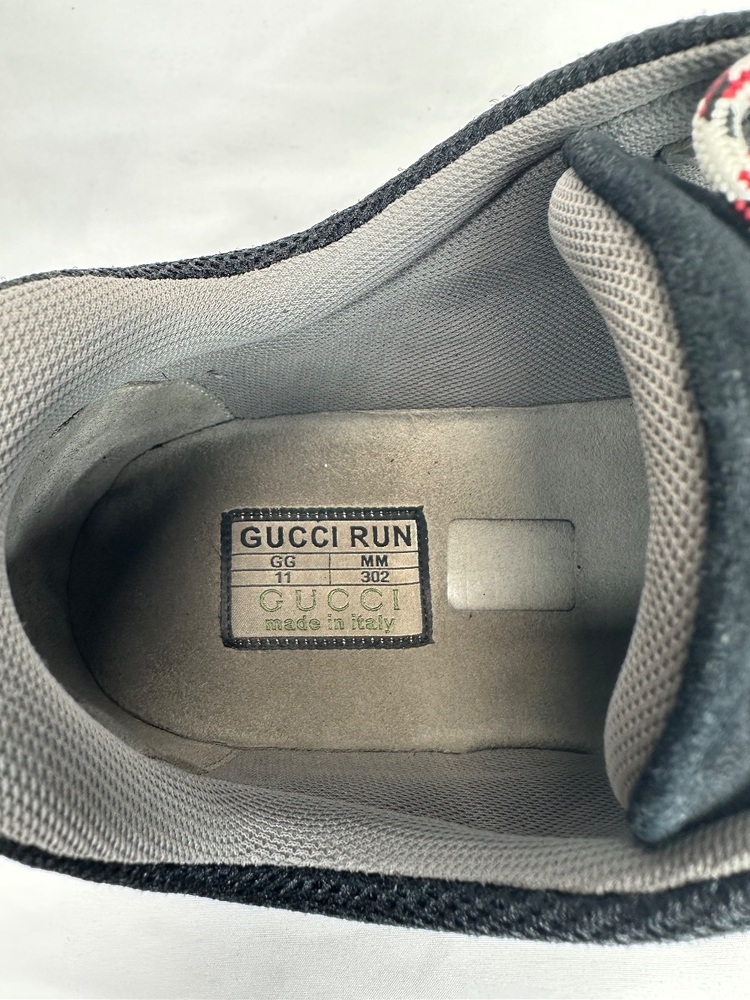 GUCCI RUN
GG MM
11 302
GUCCI
made in italy